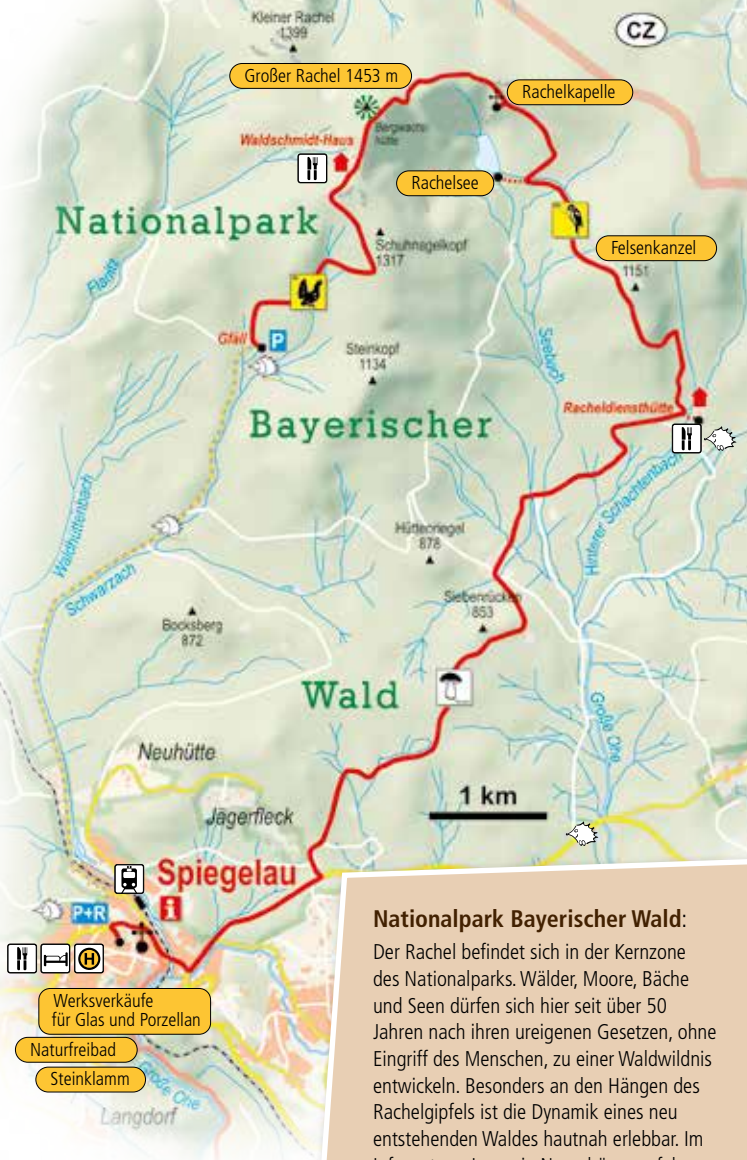 Kleiner Rachel
1399
CZ
Großer Rachel 1453 m
Rachelkapelle
Bergwacht-
hütte
Waldschmidt-Haus
Rachelsee
Nationalpark
Schuhnagelkopf
1317
Felsenkanzel
1151
Flanitz
Gfäll
P
Steinkopf
1134
Seebach
Racheldiensthütte
Bayerischer
Hinterer Schachtenbach
Waldhüttenbach
Hüttenriegel
878
Schwarzach
Siebenrücken
853
Bocksberg
872
Wald
Große Ohe
Neuhütte
1 km
Jägerfleck
Spiegelau
P+R
i
H
Werksverkäufe
für Glas und Porzellan
Naturfreibad
Steinklamm
Große Ohe
Langdorf
Nationalpark Bayerischer Wald:
Der Rachel befindet sich in der Kernzone
des Nationalparks. Wälder, Moore, Bäche
und Seen dürfen sich hier seit über 50
Jahren nach ihren ureigenen Gesetzen, ohne
Eingriff des Menschen, zu einer Waldwildnis
entwickeln. Besonders an den Hängen des
Rachelgipfels ist die Dynamik eines neu
entstehenden Waldes hautnah erlebbar. Im